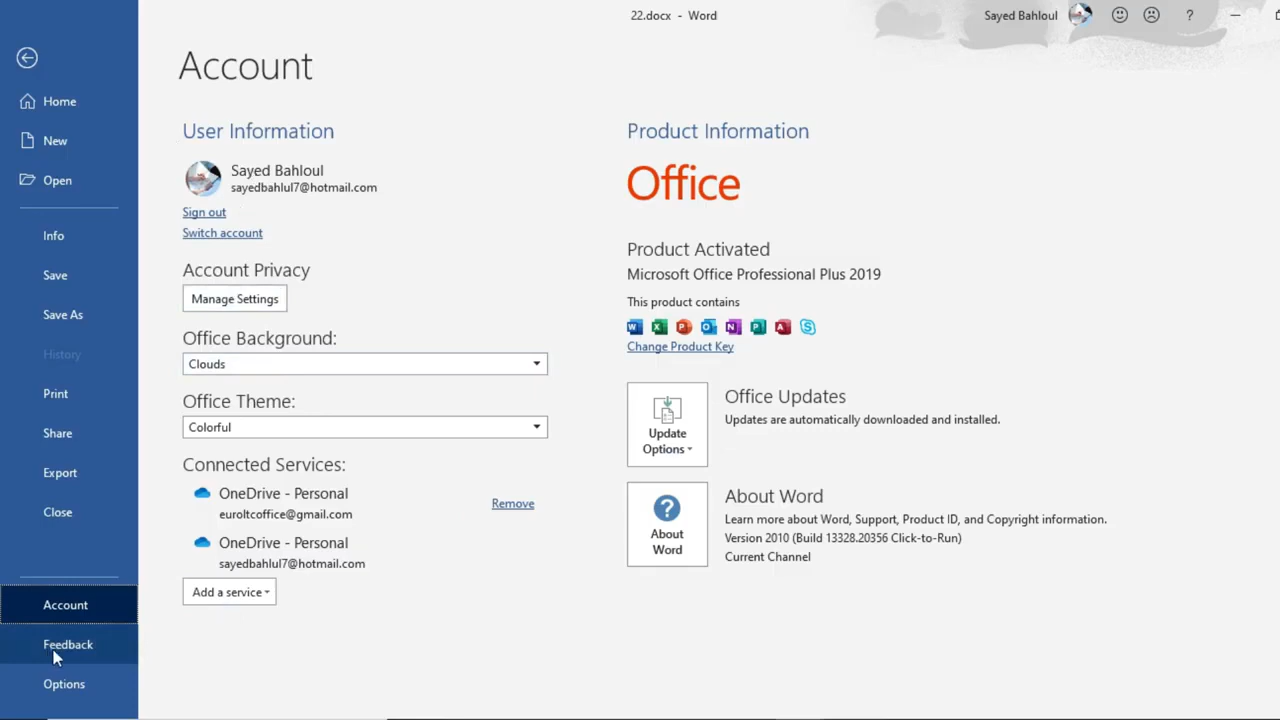 22.docx - Word
Sayed Bahloul
?
Home
New
Open
Info
Save
Save As
History
Print
Share
Export
Close
Account
Feedback
Options
Account
User Information
Sayed Bahloul
sayedbahlul7@hotmail.com
Sign out
Switch account
Account Privacy
Manage Settings
Office Background:
Clouds
Office Theme:
Colorful
Connected Services:
OneDrive - Personal
euroltcoffice@gmail.com
Remove
OneDrive - Personal
sayedbahlul7@hotmail.com
Add a service
Product Information
Office
Product Activated
Microsoft Office Professional Plus 2019
This product contains
Change Product Key
Update
Options
Office Updates
Updates are automatically downloaded and installed.
?
About
Word
About Word
Learn more about Word, Support, Product ID, and Copyright information.
Version 2010 (Build 13328.20356 Click-to-Run)
Current Channel